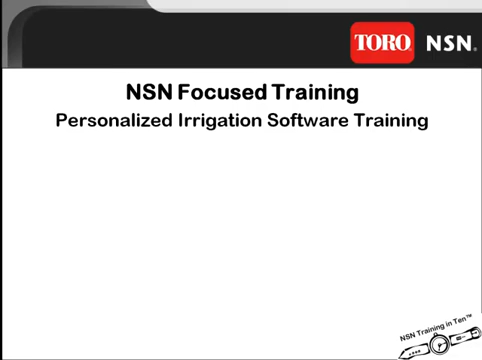 TORO NSN®
NSN Focused Training
Personalized Irrigation Software Training
NSN Training in Ten™